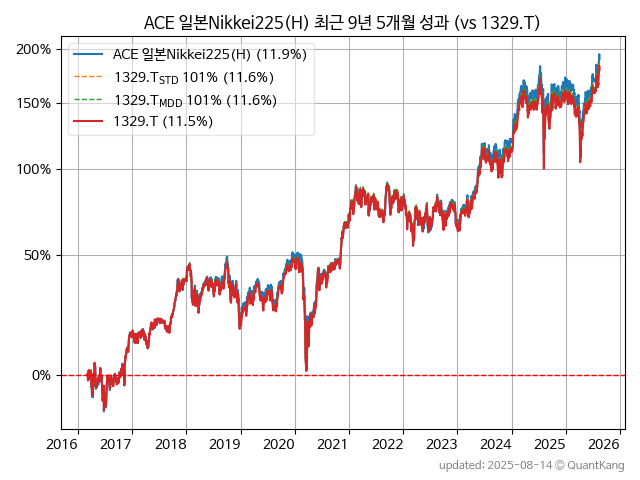 ACE 일본Nikkei225(H) 최근 9년 5개월 성과 (vs 1329.T)
200%
150%
100%
50%
0%
ACE 일본Nikkei225(H) (11.9%)
1329.TSTD 101% (11.6%)
1329.TMDD 101% (11.6%)
1329.T (11.5%)
2016 2017 2018 2019 2020 2021 2022 2023 2024 2025 2026
updated: 2025-08-14 © QuantKang